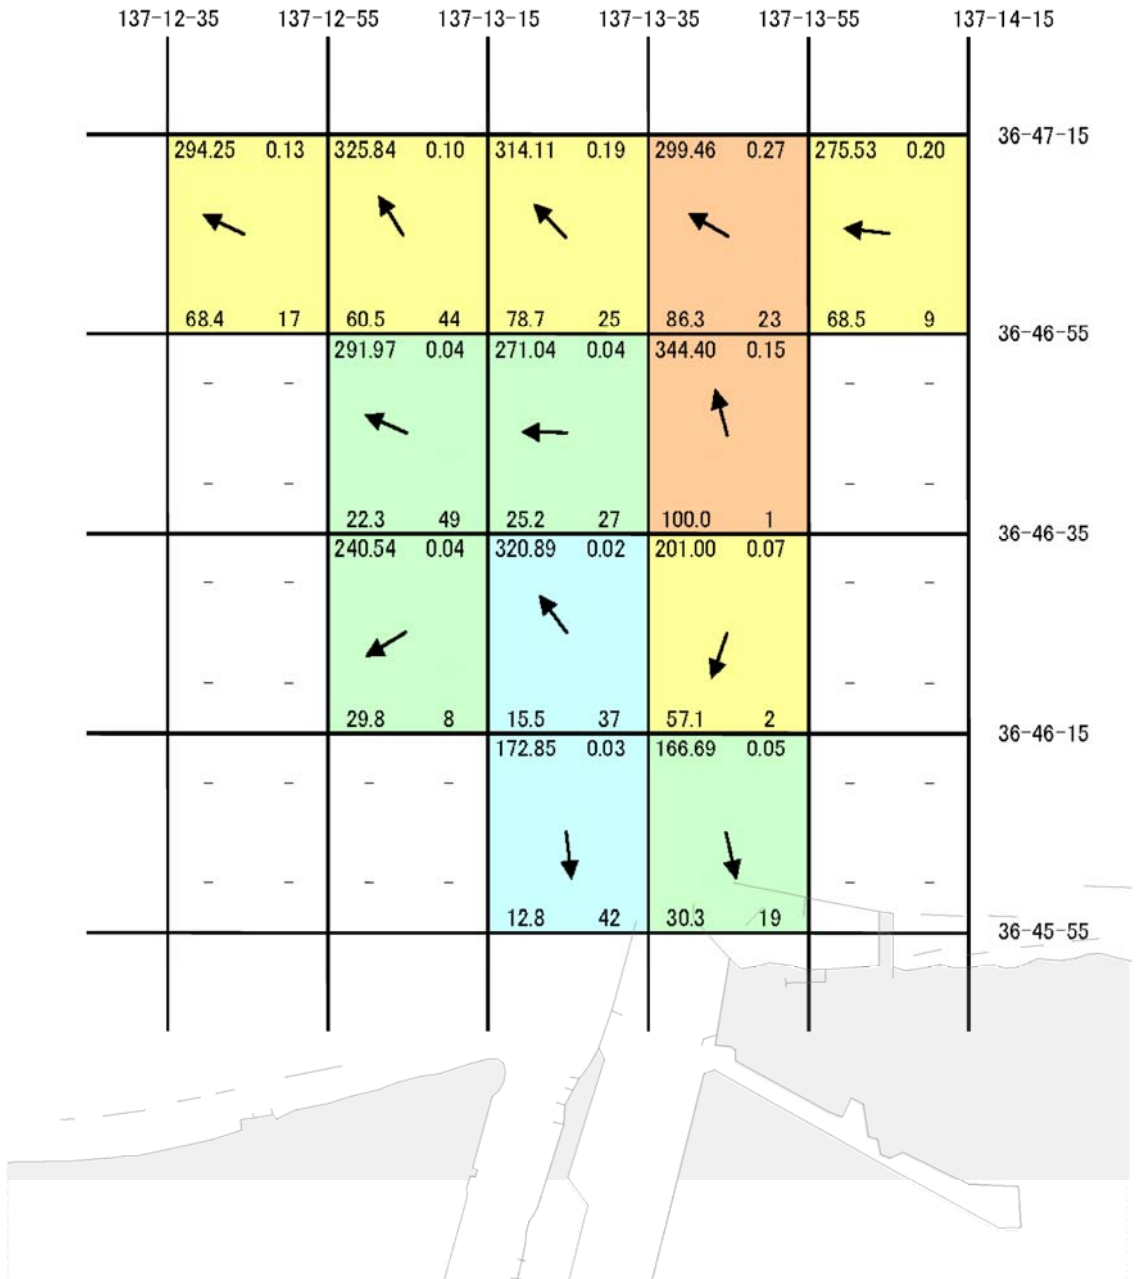 137-12-35 137-12-55 137-13-15 137-13-35 137-13-55 137-14-15
36-47-15
294.25 0.13 325.84 0.10 314.11 0.19 299.46 0.27 275.53 0.20
68.4 17 60.5 44 78.7 25 86.3 23 68.5 9
36-46-55
291.97 0.04 271.04 0.04 344.40 0.15
- - - -
- - - -
22.3 49 25.2 27 100.0 1
36-46-35
240.54 0.04 320.89 0.02 201.00 0.07
- - - -
- - - -
29.8 8 15.5 37 57.1 2
36-46-15
172.85 0.03 166.69 0.05
- - - - - -
- - - - - -
12.8 42 30.3 19
36-45-55